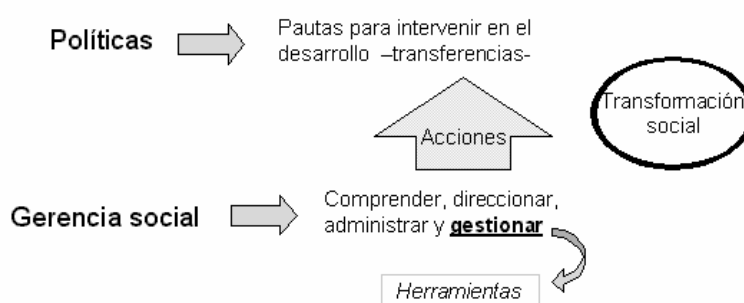 Políticas
Pautas para intervenir en el
desarrollo –transferencias-
Transformación
social
Acciones
Gerencia social
Comprender, direccionar,
administrar y gestionar
Herramientas